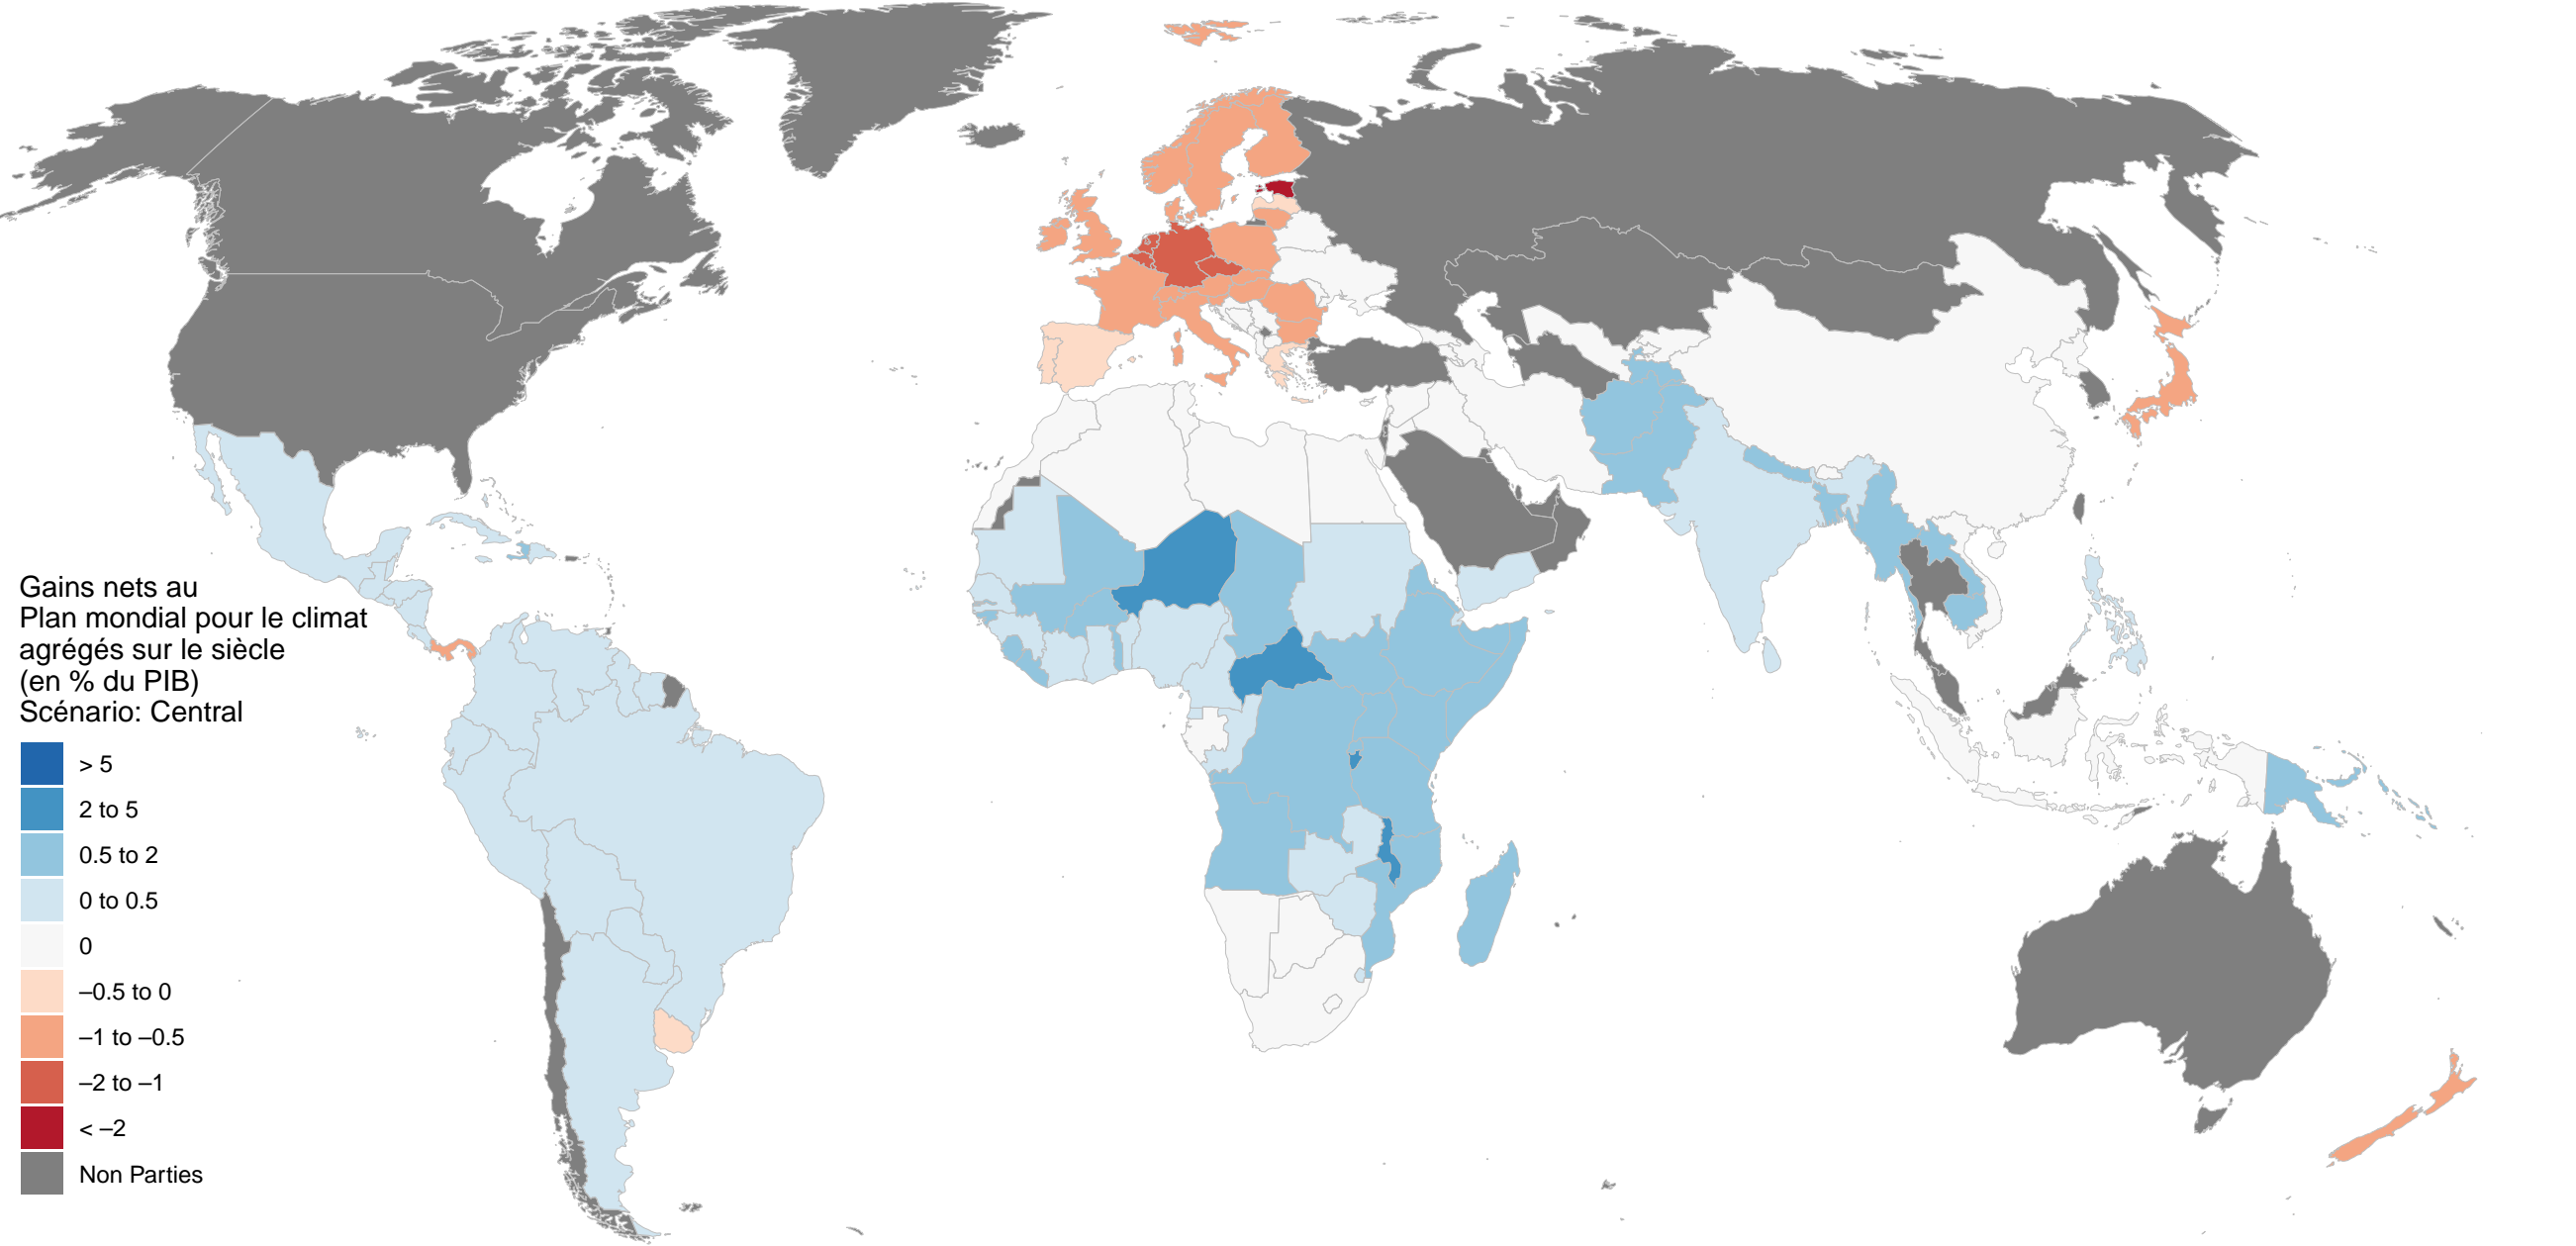 Gains nets au
Plan mondial pour le climat
agrégés sur le siècle
(en % du PIB)
Scénario: Central
> 5
2 to 5
0.5 to 2
0 to 0.5
0
–0.5 to 0
–1 to –0.5
–2 to –1
< –2
Non Parties